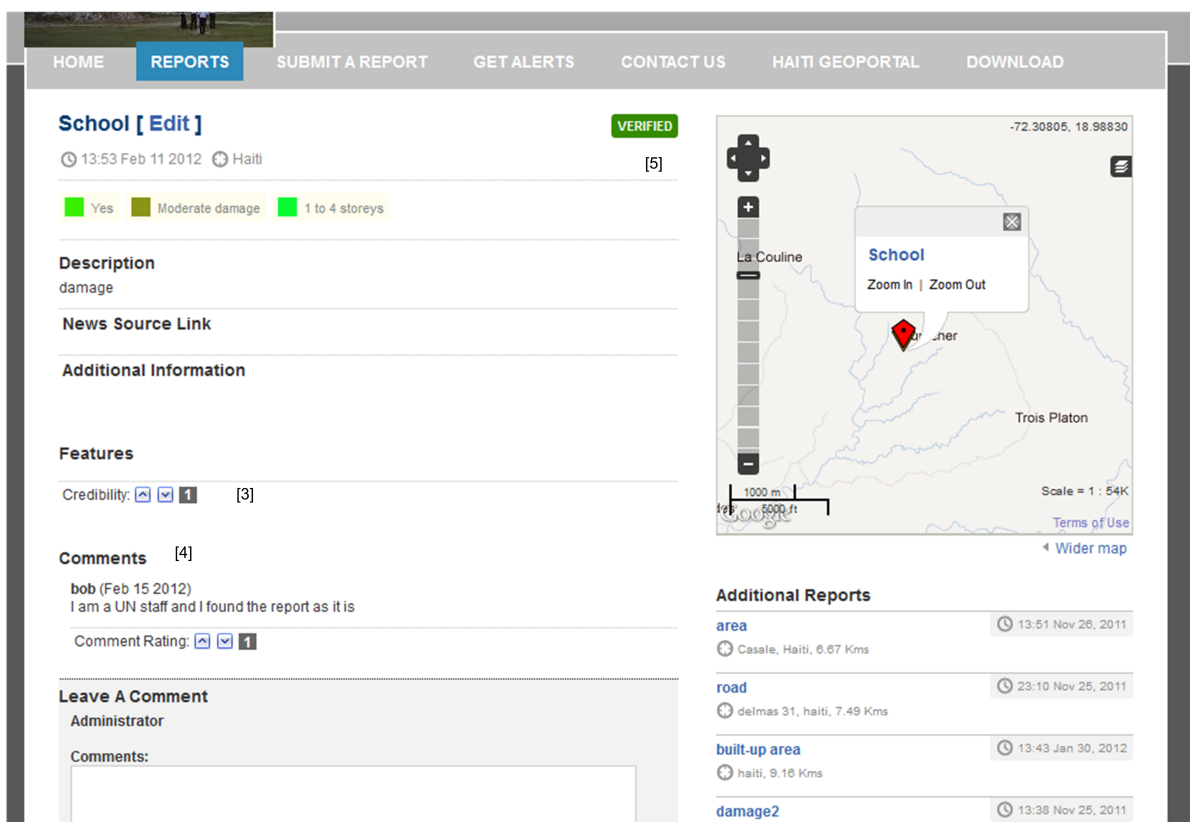 HOME REPORTS SUBMIT A REPORT GET ALERTS CONTACT US HAITI GEOPORTAL DOWNLOAD
School [ Edit ]
VERIFIED
13:53 Feb 11 2012 Haiti
[5]
Yes Moderate damage 1 to 4 storeys
Description
damage
News Source Link
Additional Information
Features
Credibility: 1 [3]
Comments [4]
bob (Feb 15 2012)
I am a UN staff and I found the report as it is
Comment Rating: 1
Leave A Comment
Administrator
Comments:
-72.30805, 18.98830
+
La Couline
School
Zoom In | Zoom Out
Trois Platon
−
1000 m
5000 ft
Scale = 1 : 54K
Google
Terms of Use
Wider map
Additional Reports
area 13:51 Nov 26, 2011
Casale, Haiti, 6.67 Kms
road 23:10 Nov 25, 2011
delmas 31, haiti, 7.49 Kms
built-up area 13:43 Jan 30, 2012
haiti, 9.16 Kms
damage2 13:38 Nov 25, 2011